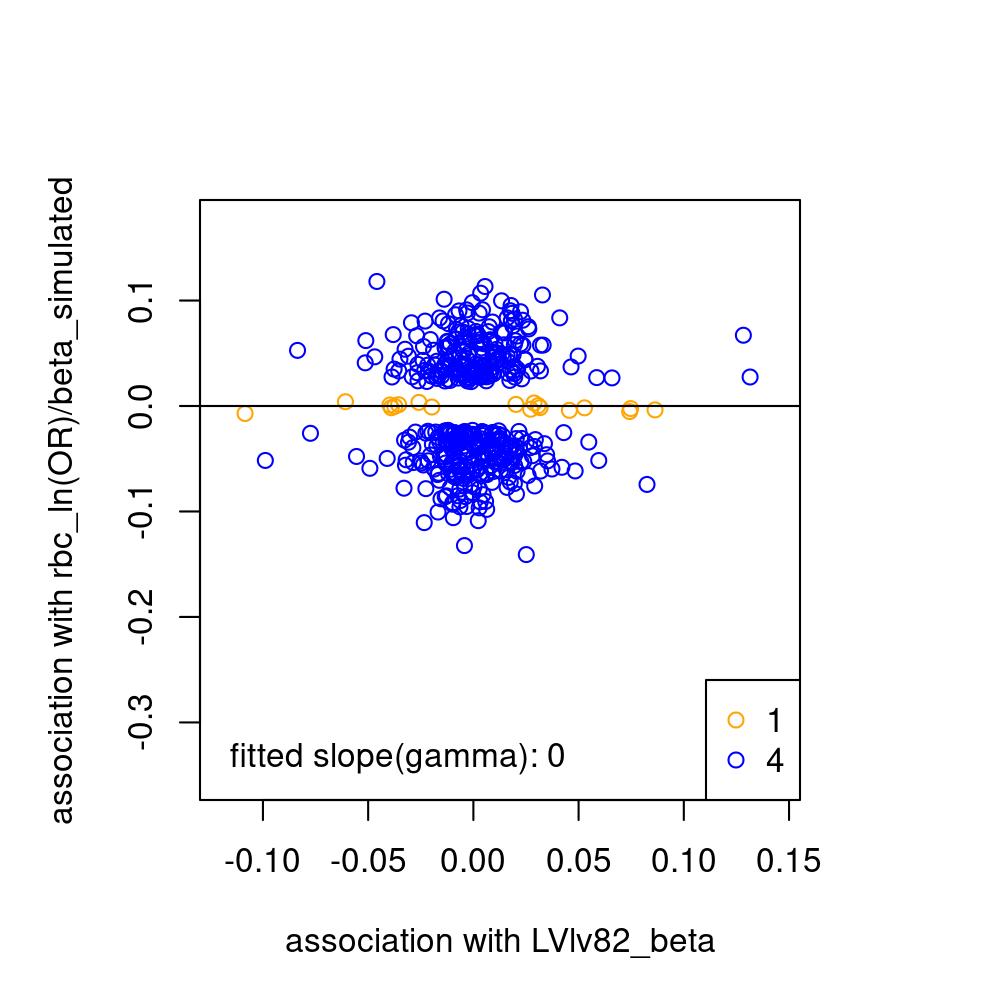 association with rbc_ln(OR)/beta_simulated
0.1
0.0
-0.1
-0.2
-0.3
fitted slope(gamma): 0
1
4
-0.10 -0.05 0.00 0.05 0.10 0.15
association with LVlv82_beta